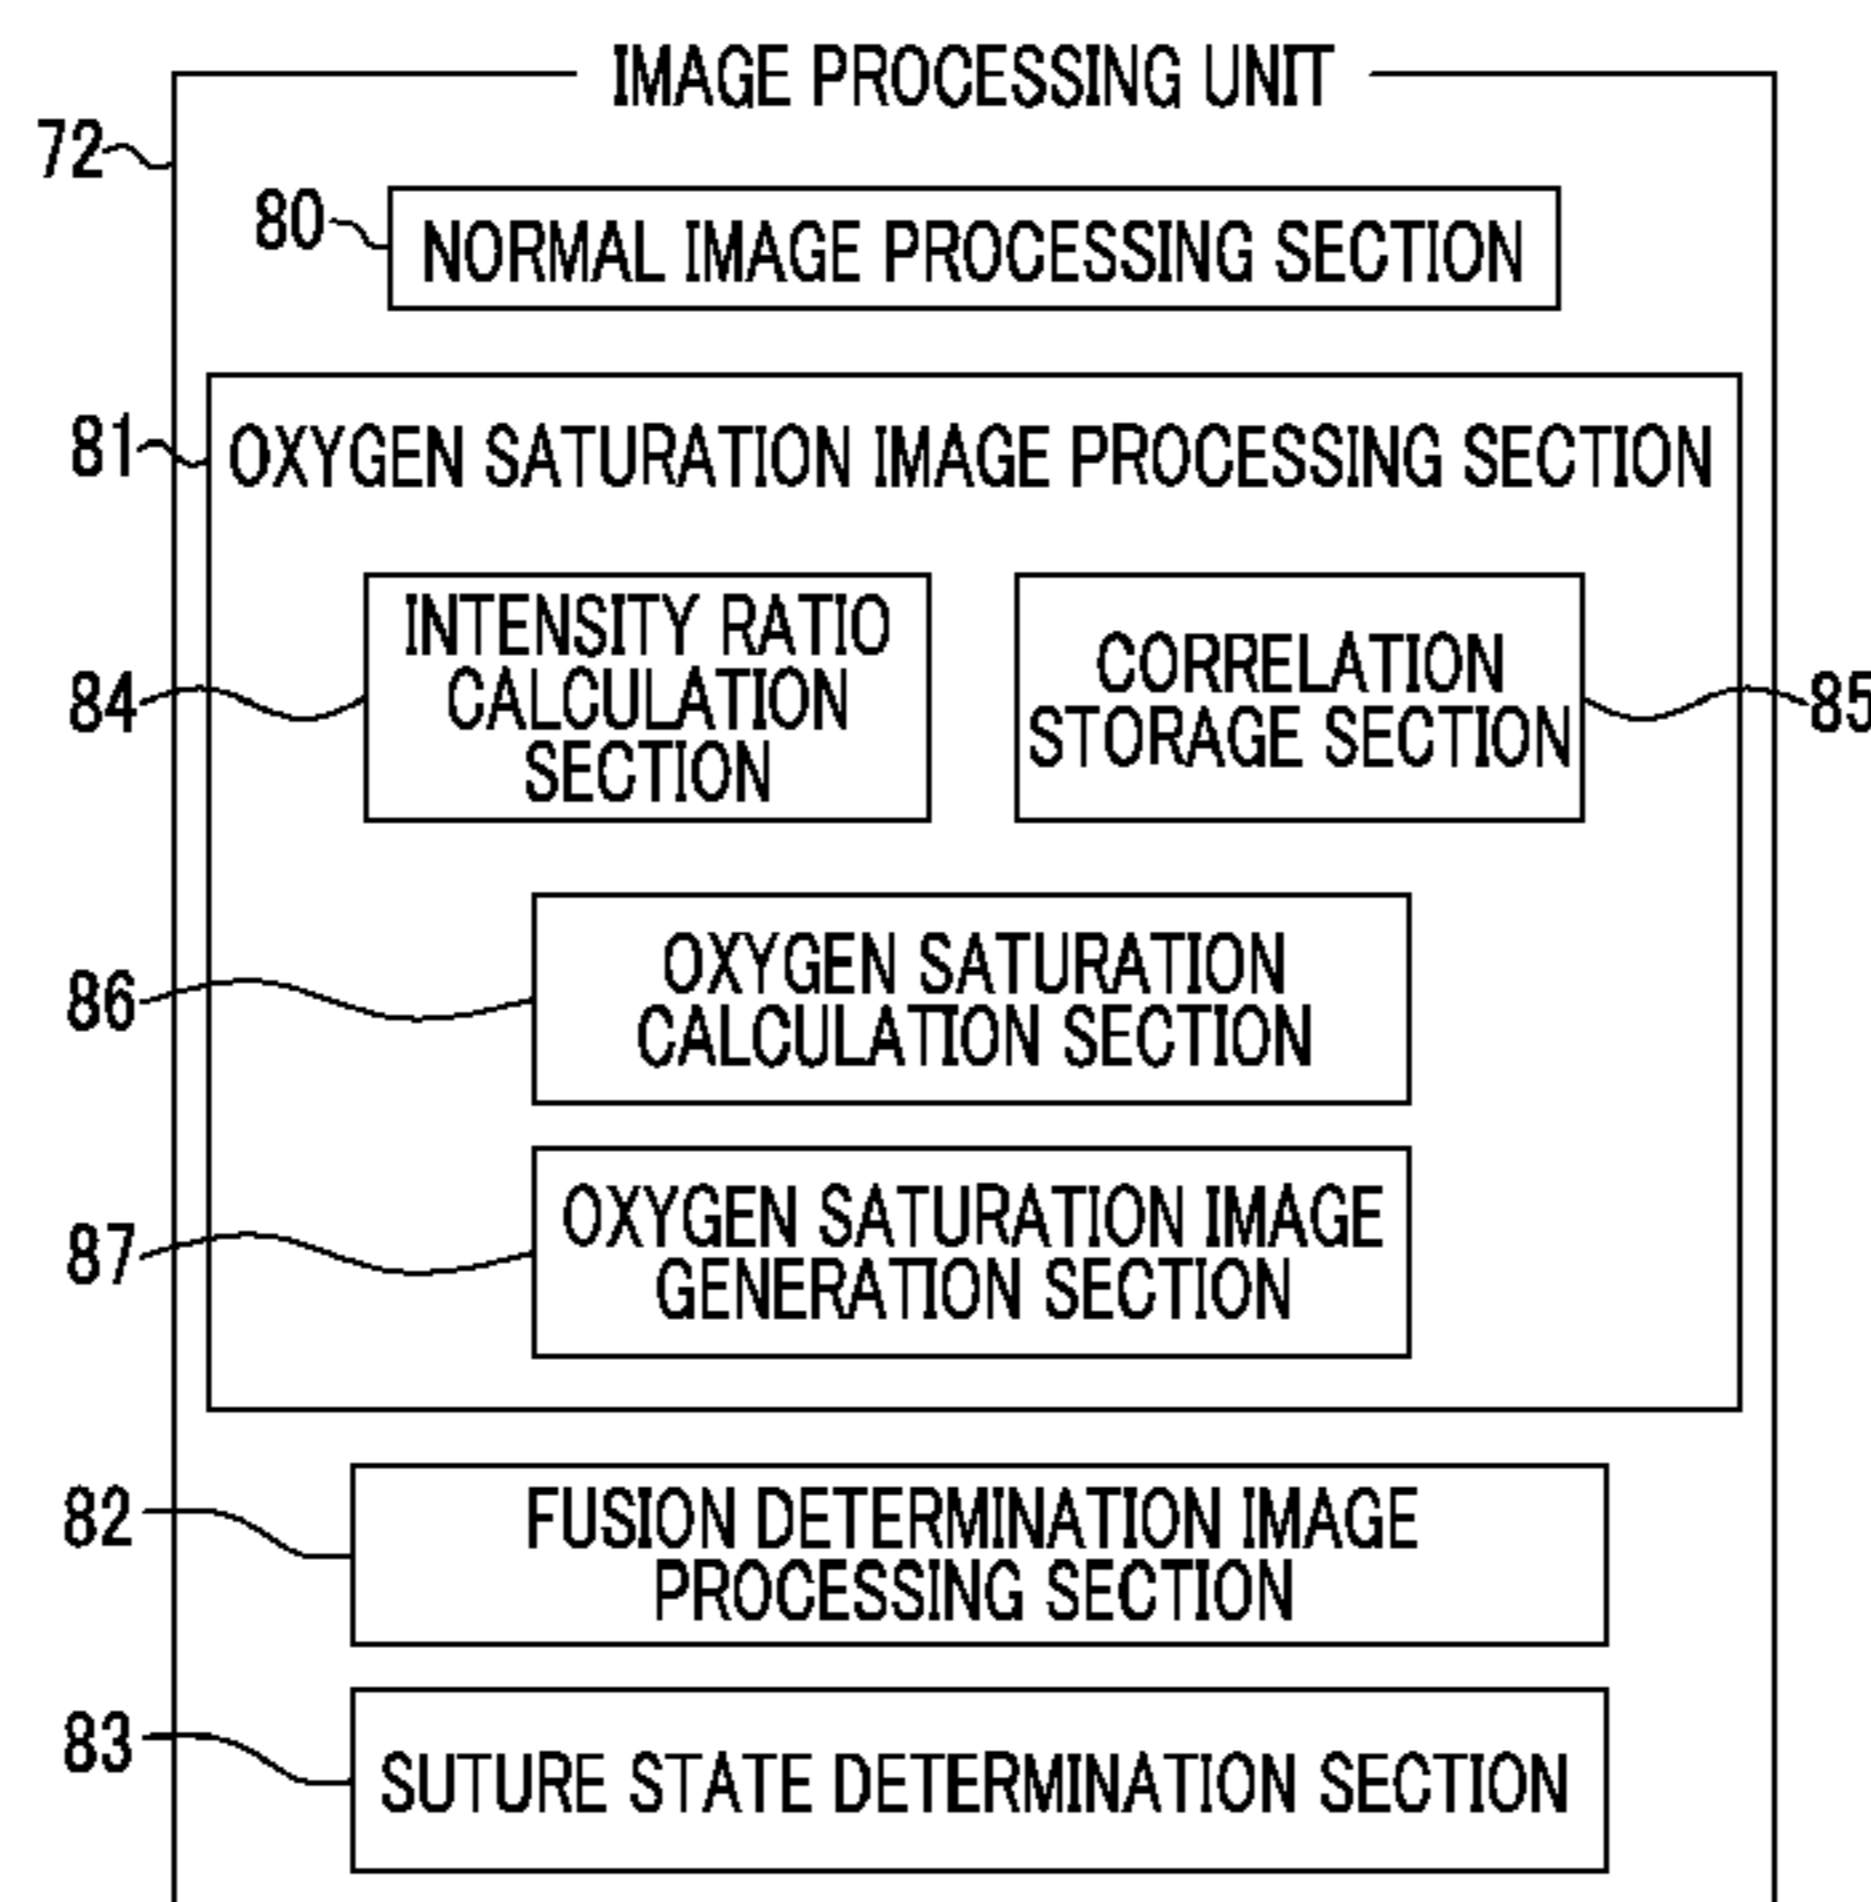 IMAGE PROCESSING UNIT
72
80
NORMAL IMAGE PROCESSING SECTION
81
OXYGEN SATURATION IMAGE PROCESSING SECTION
84
INTENSITY RATIO
CALCULATION
SECTION
CORRELATION
STORAGE SECTION
85
86
OXYGEN SATURATION
CALCULATION SECTION
87
OXYGEN SATURATION IMAGE
GENERATION SECTION
82
FUSION DETERMINATION IMAGE
PROCESSING SECTION
83
SUTURE STATE DETERMINATION SECTION